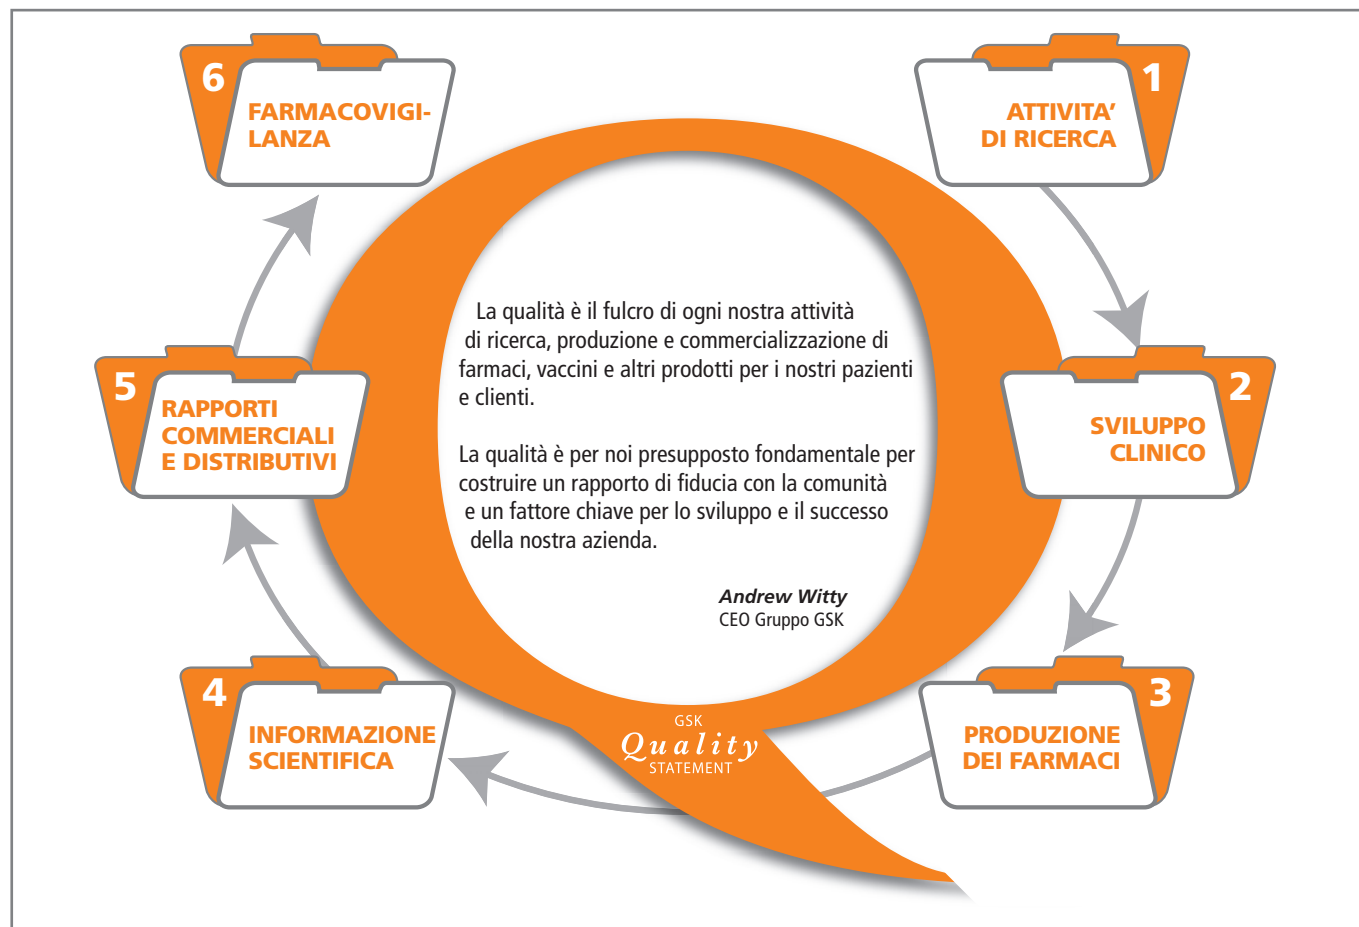 1
ATTIVITA’
DI RICERCA
2
SVILUPPO
CLINICO
3
PRODUZIONE
DEI FARMACI
4
INFORMAZIONE
SCIENTIFICA
5
RAPPORTI
COMMERCIALI
E DISTRIBUTIVI
6
FARMACOVIGI-
LANZA
La qualità è il fulcro di ogni nostra attività
di ricerca, produzione e commercializzazione di
farmaci, vaccini e altri prodotti per i nostri pazienti
e clienti.
La qualità è per noi presupposto fondamentale per
costruire un rapporto di fiducia con la comunità
e un fattore chiave per lo sviluppo e il successo
della nostra azienda.
Andrew Witty
CEO Gruppo GSK
GSK
Quality
STATEMENT